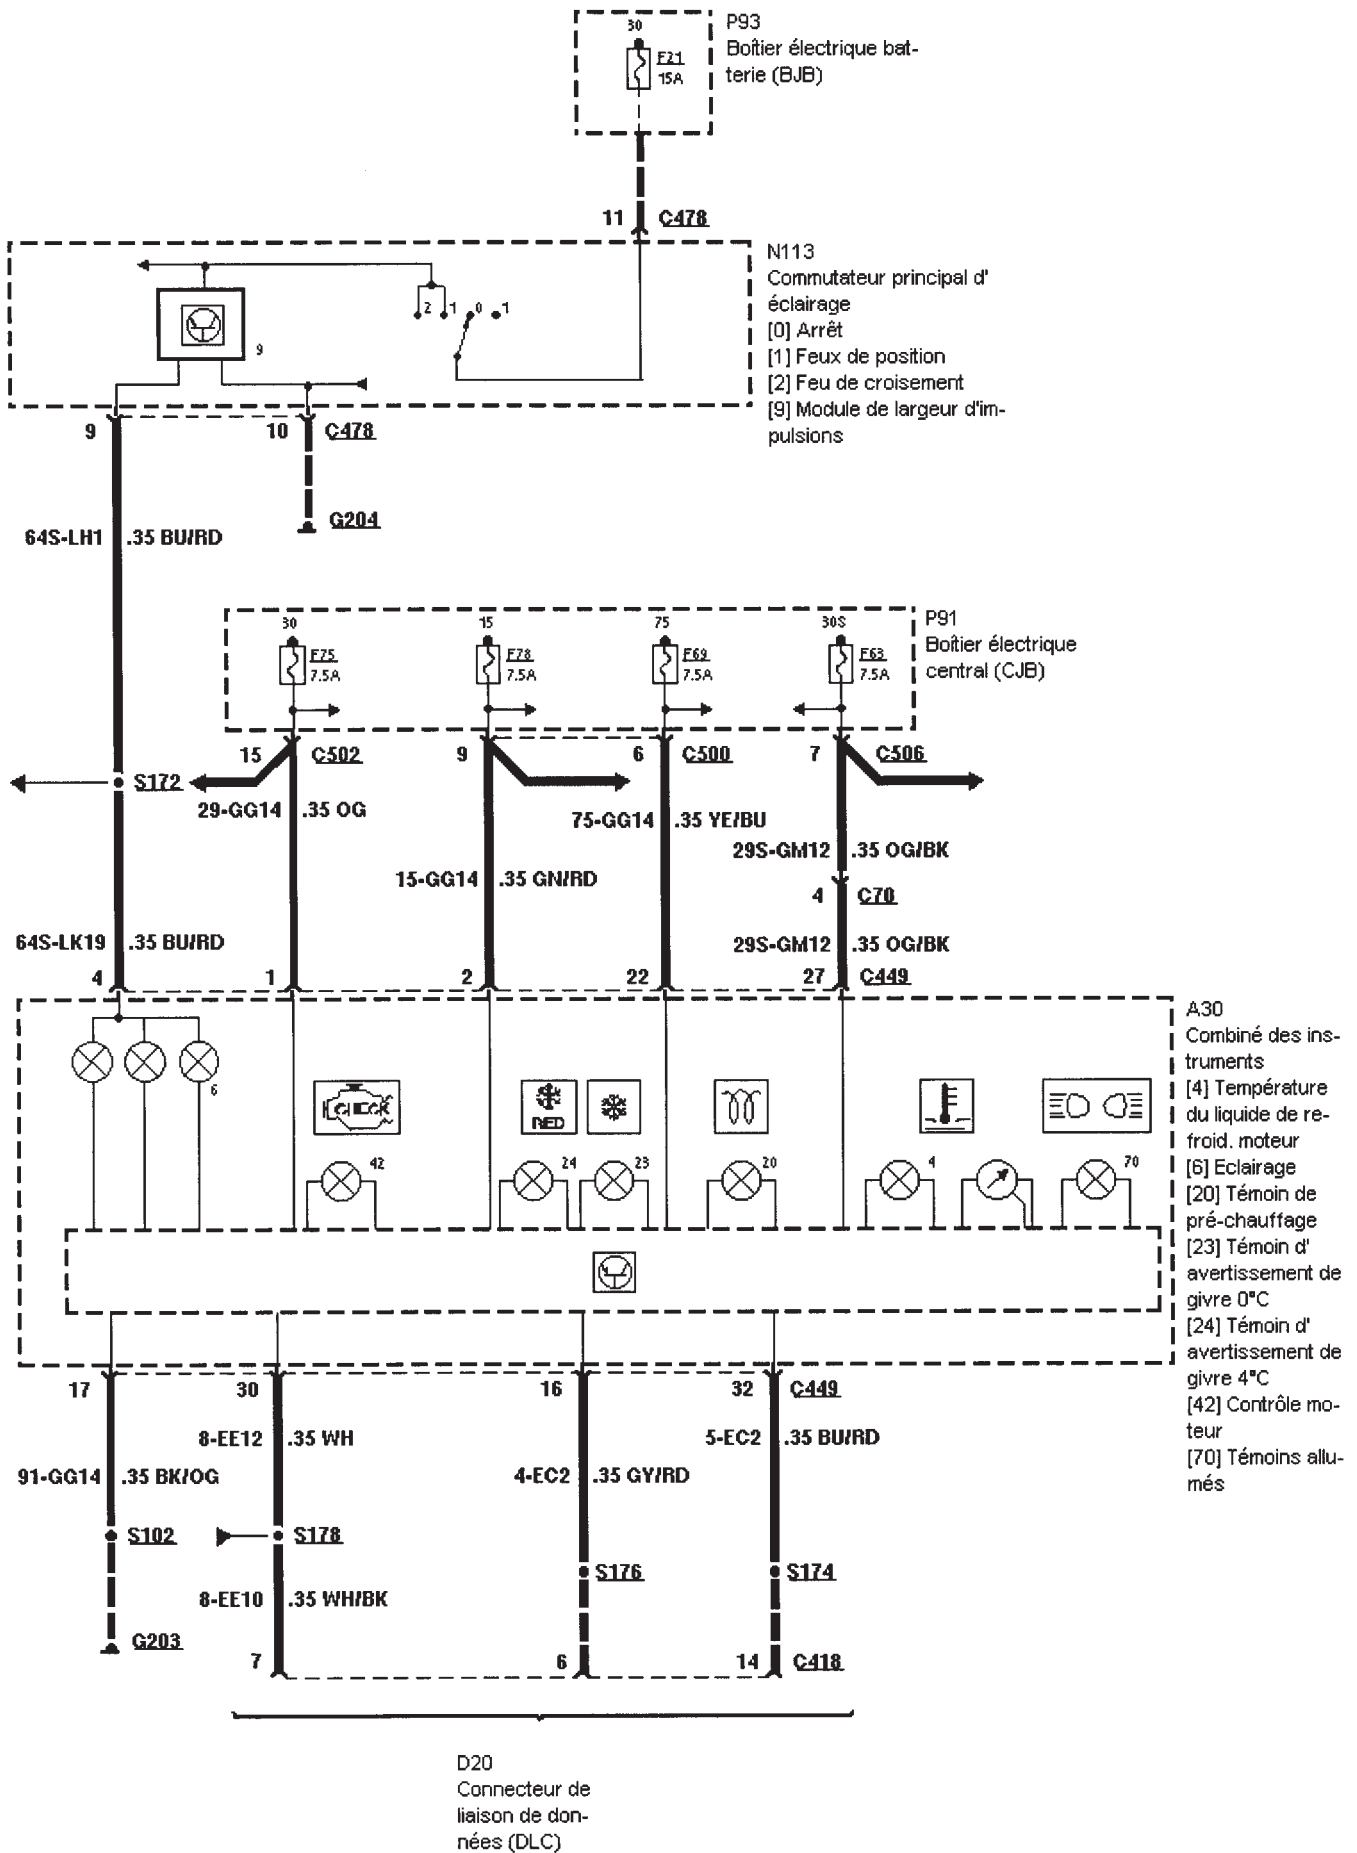 30
P93
Boîtier électrique bat-
terie (BJB)
F21
15A
11 C478
N113
Commutateur principal d'
éclairage
[0] Arrêt
[1] Feux de position
[2] Feu de croisement
[9] Module de largeur d'im-
pulsions
2 1 0 1
9
9 10 C478
G204
64S-LH1 .35 BU/RD
P91
Boîtier électrique
central (CJB)
30 15 75 30S
F75 F78 F69 F63
7.5A 7.5A 7.5A 7.5A
15 C502 9 6 C500 7 C506
S172
29-GG14 .35 OG
75-GG14 .35 YE/BU
29S-GM12 .35 OG/BK
15-GG14 .35 GN/RD
4 C70
64S-LK19 .35 BU/RD
29S-GM12 .35 OG/BK
4 1 2 22 27 C449
A30
Combiné des ins-
truments
[4] Température
du liquide de re-
froid. moteur
[6] Eclairage
[20] Témoin de
pré-chauffage
[23] Témoin d'
avertissement de
givre 0°C
[24] Témoin d'
avertissement de
givre 4°C
[42] Contrôle mo-
teur
[70] Témoins allu-
més
6
CHECK
RED
42 24 23 20 4 70
17 30 16 32 C449
8-EE12 .35 WH
5-EC2 .35 BU/RD
91-GG14 .35 BK/OG
4-EC2 .35 GY/RD
S102 S178
S176 S174
8-EE10 .35 WH/BK
G203
7 6 14 C418
D20
Connecteur de
liaison de don-
nées (DLC)